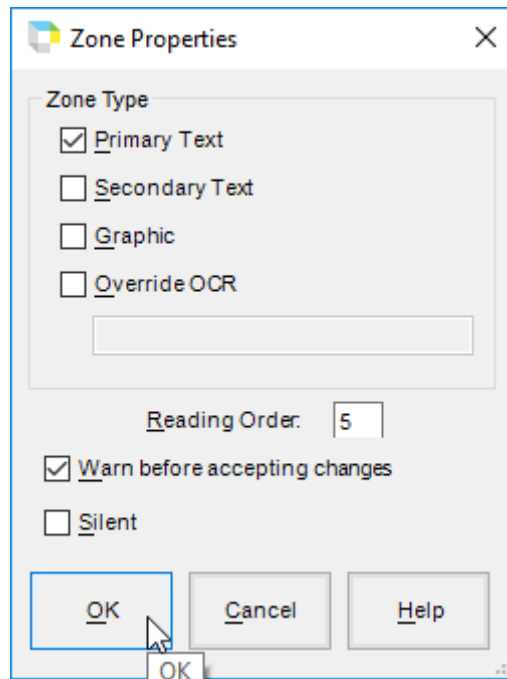 Zone Properties
Zone Type
Primary Text
Secondary Text
Graphic
Override OCR
Reading Order: 5
Warn before accepting changes
Silent
OK Cancel Help
OK